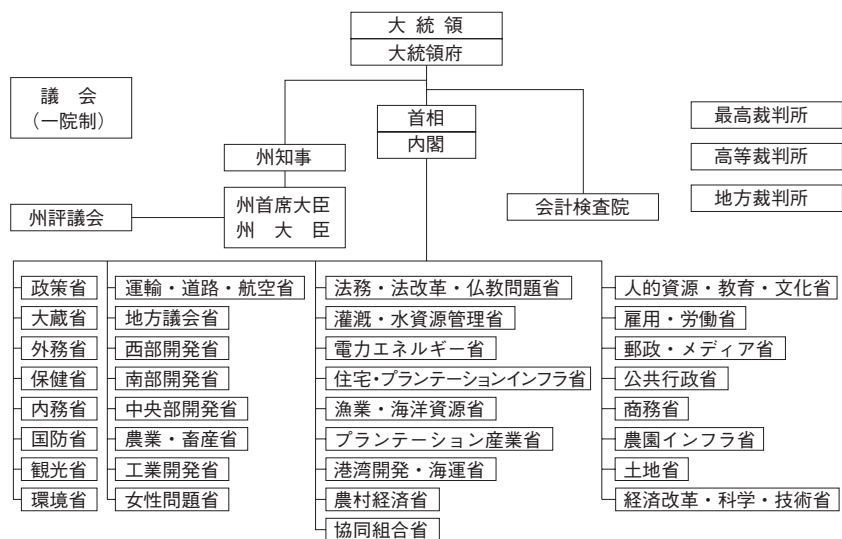 大 統 領
大統領府
議 会
（一院制）
首相
内閣
最高裁判所
高等裁判所
地方裁判所
州知事
州評議会
州首席大臣
州 大 臣
会計検査院
政策省
大蔵省
外務省
保健省
内務省
国防省
観光省
環境省
運輸・道路・航空省
地方議会省
西部開発省
南部開発省
中央部開発省
農業・畜産省
工業開発省
女性問題省
法務・法改革・仏教問題省
灌漑・水資源管理省
電力エネルギー省
住宅・プランテーションインフラ省
漁業・海洋資源省
プランテーション産業省
港湾開発・海運省
農村経済省
協同組合省
人的資源・教育・文化省
雇用・労働省
郵政・メディア省
公共行政省
商務省
農園インフラ省
土地省
経済改革・科学・技術省